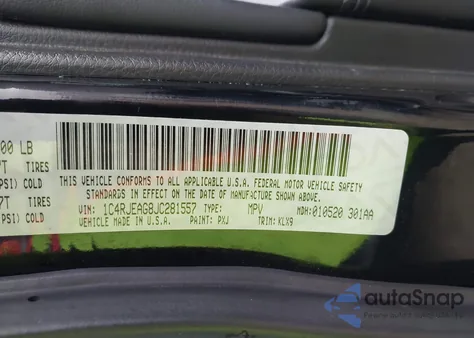 00 LB
7T TIRES
PSI) COLD
7T TIRES
PSI) COLD
THIS VEHICLE CONFORMS TO ALL APPLICABLE U.S.A. FEDERAL MOTOR VEHICLE SAFETY
STANDARDS IN EFFECT ON THE DATE OF MANUFACTURE SHOWN ABOVE.
VIN: 1C4RJEAG8JC281557 TYPE: MPV MDH: 010520 301AA
VEHICLE MADE IN U.S.A. PAINT: PXJ TRIM: KLX9
autoSnap